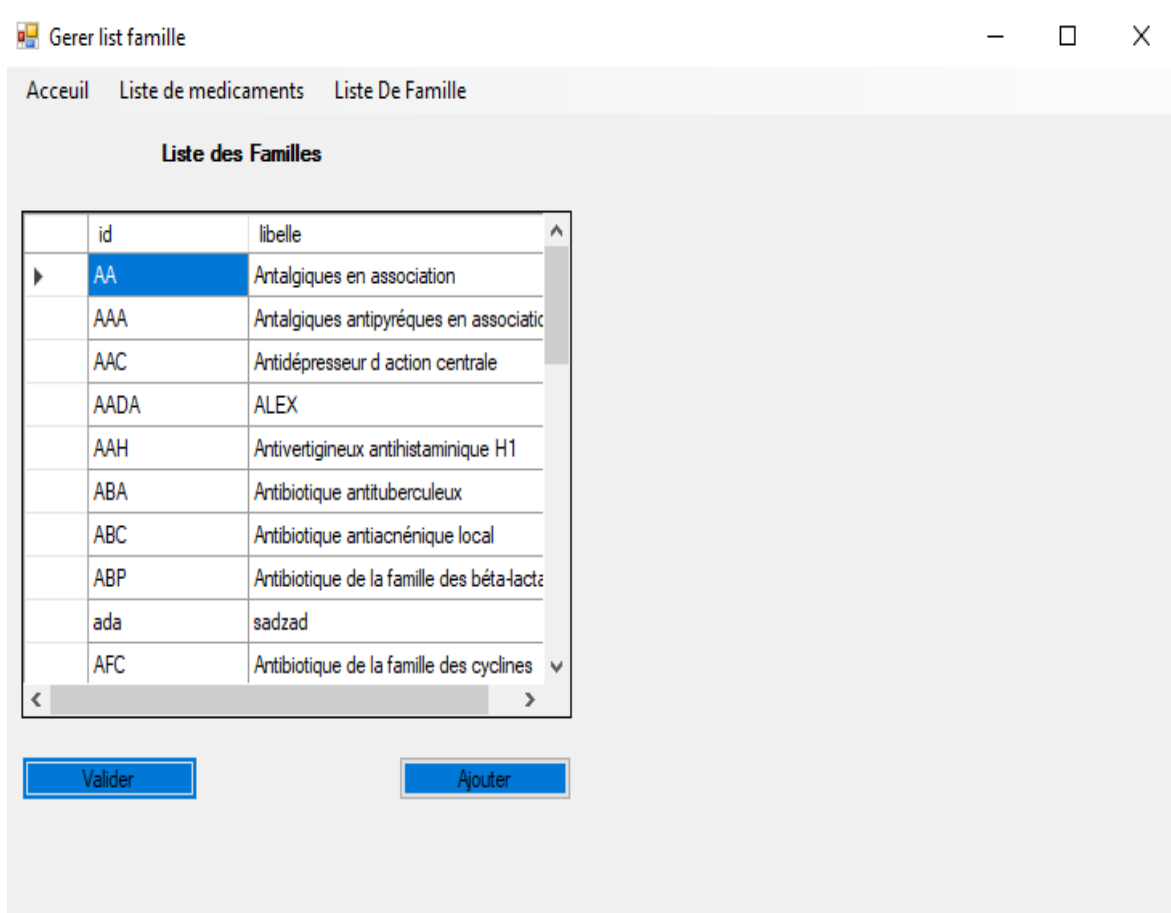 Gerer list famille
Acceuil Liste de medicaments Liste De Famille
Liste des Familles
id libelle
AA Antalgiques en association
AAA Antalgiques antipyréques en associatic
AAC Antidépresseur d action centrale
AADA ALEX
AAH Antivertigineux antihistaminique H1
ABA Antibiotique antituberculeux
ABC Antibiotique antiacnénique local
ABP Antibiotique de la famille des béta-lacta
ada sadzad
AFC Antibiotique de la famille des cyclines
Valider Ajouter